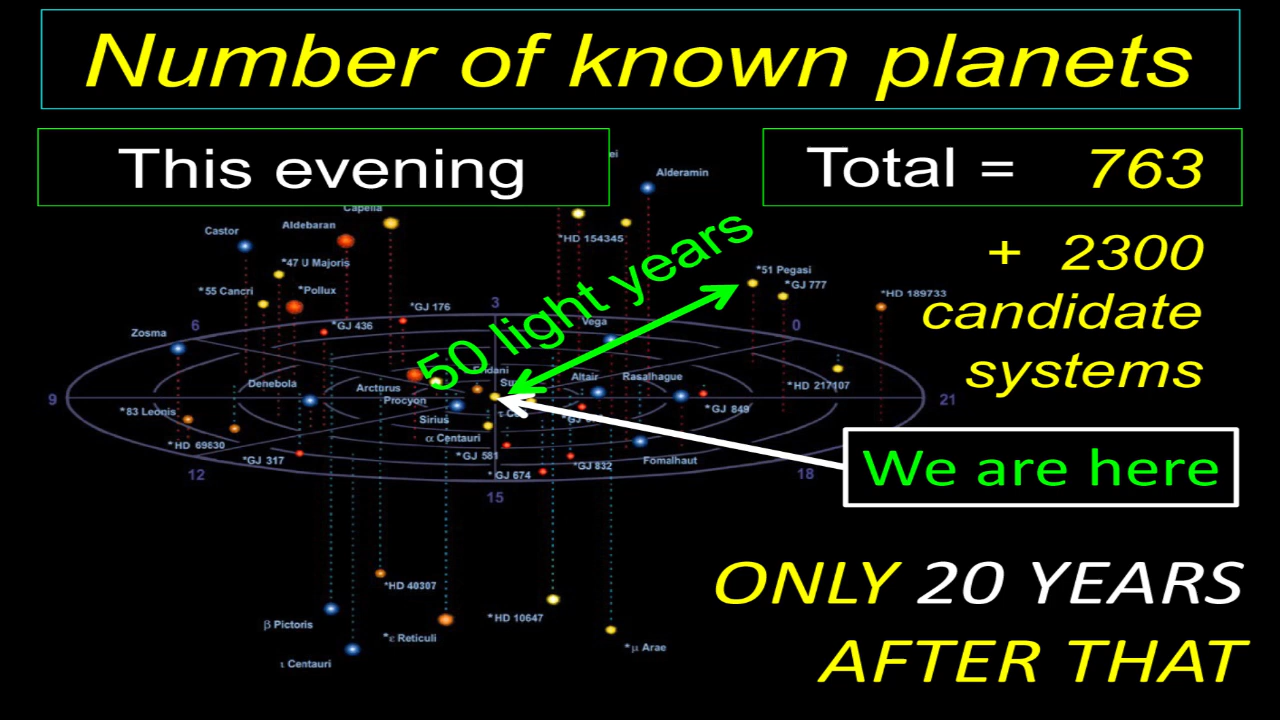 Number of known planets
This evening
Total = 763
+ 2300
candidate
systems
50 light years
We are here
ONLY 20 YEARS
AFTER THAT
Alderamin
Capella
Castor
Aldebaran
*HD 154345
*47 U Majoris
*51 Pegasi
*55 Cancri
*Pollux
*GJ 777
*HD 189733
*GJ 176
3
*GJ 436
6
Vega
0
Zosma
Denebola
Arcturus
Procyon
Altair
Rasalhague
*HD 217107
9
21
*83 Leonis
Sirius
*GJ 849
α Centauri
*HD 69830
*GJ 317
*GJ 581
*GJ 674
*GJ 832
Fomalhaut
12
15
18
*HD 40307
β Pictoris
*ε Reticuli
*HD 10647
*μ Arae
ι Centauri